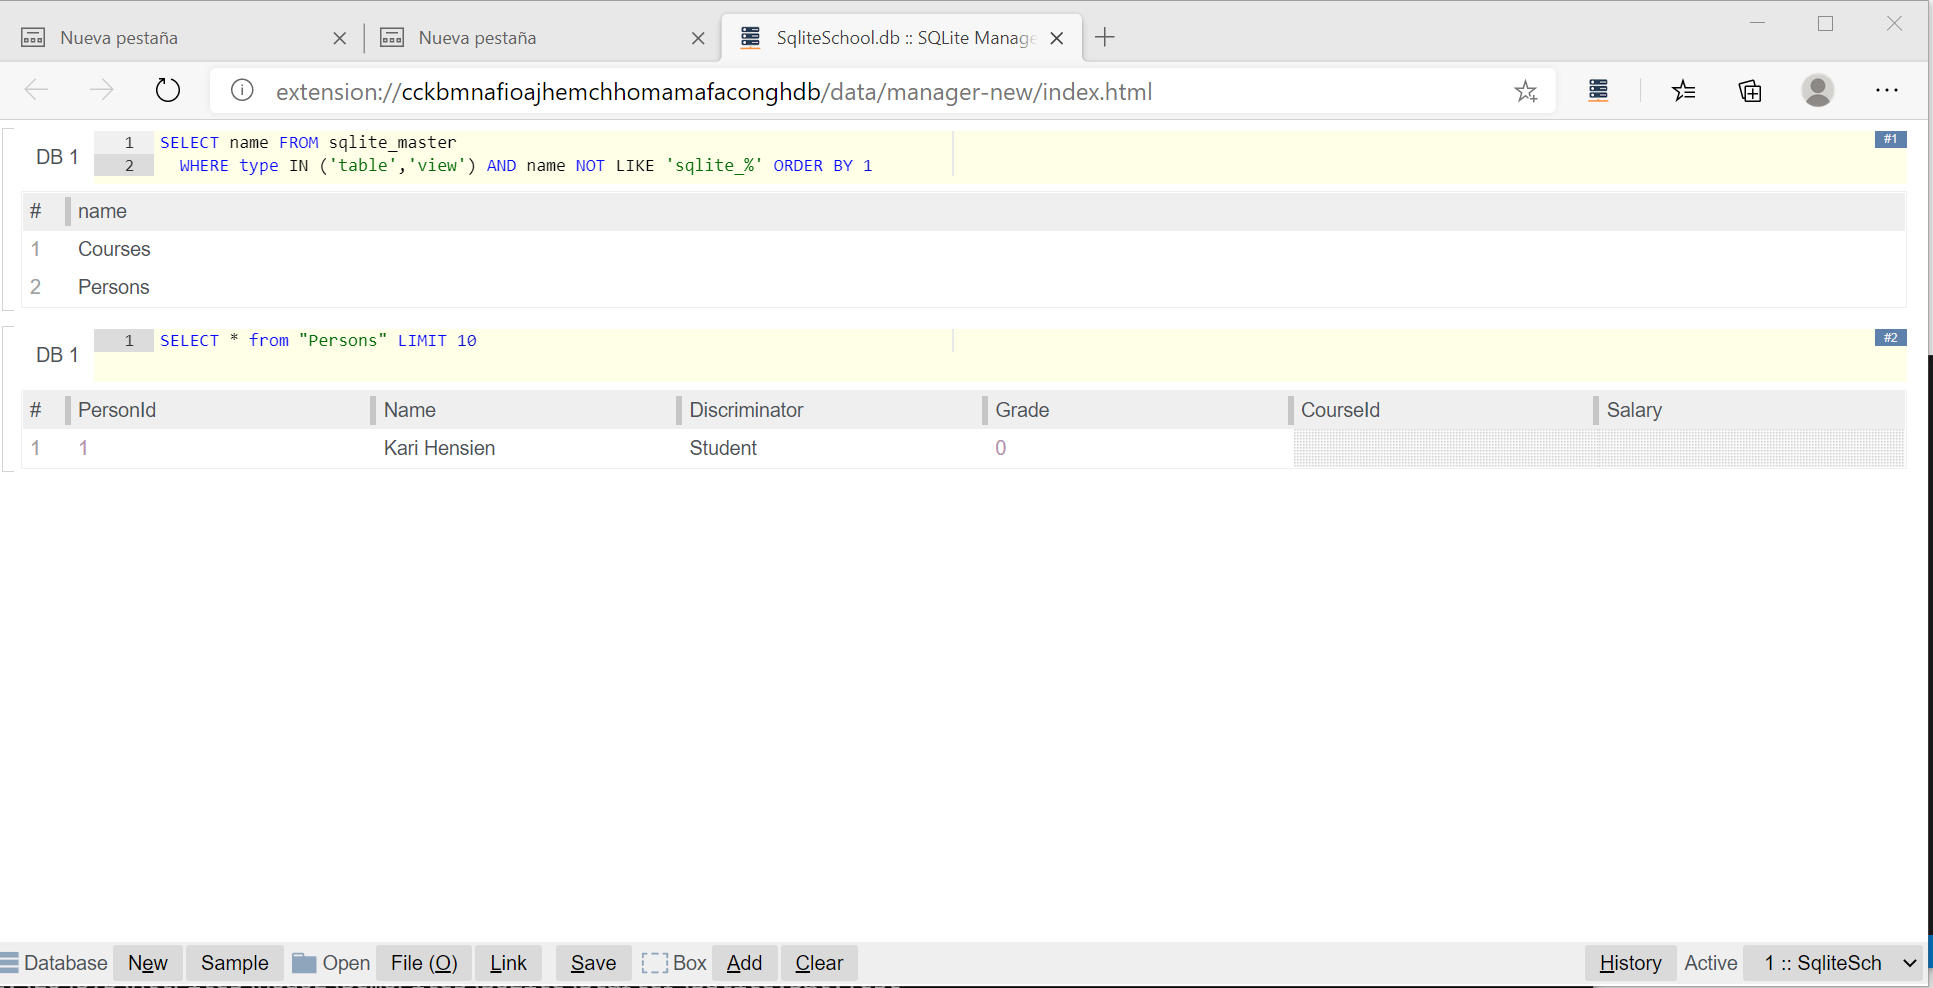 Nueva pestaña Nueva pestaña SqliteSchool.db :: SQLite Manage
extension://cckbmnafioajhemchhomamafaconghdb/data/manager-new/index.html
DB 1
1 SELECT name FROM sqlite_master #1
2 WHERE type IN ('table','view') AND name NOT LIKE 'sqlite_%' ORDER BY 1
# name
1 Courses
2 Persons
DB 1
1 SELECT * from "Persons" LIMIT 10 #2
# PersonId Name Discriminator Grade CourseId Salary
1 1 Kari Hensien Student 0
Database New Sample Open File (O) Link Save Box Add Clear History Active 1 :: SqliteSch